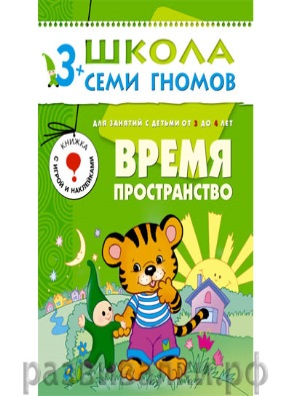 3+
ШКОЛА
СЕМИ ГНОМОВ
ДЛЯ ЗАНЯТИЙ С ДЕТЬМИ ОТ 3 ДО 4 ЛЕТ
КНИЖКА
С ИГРОЙ И НАКЛЕЙКАМИ
ВРЕМЯ
ПРОСТРАНСТВО